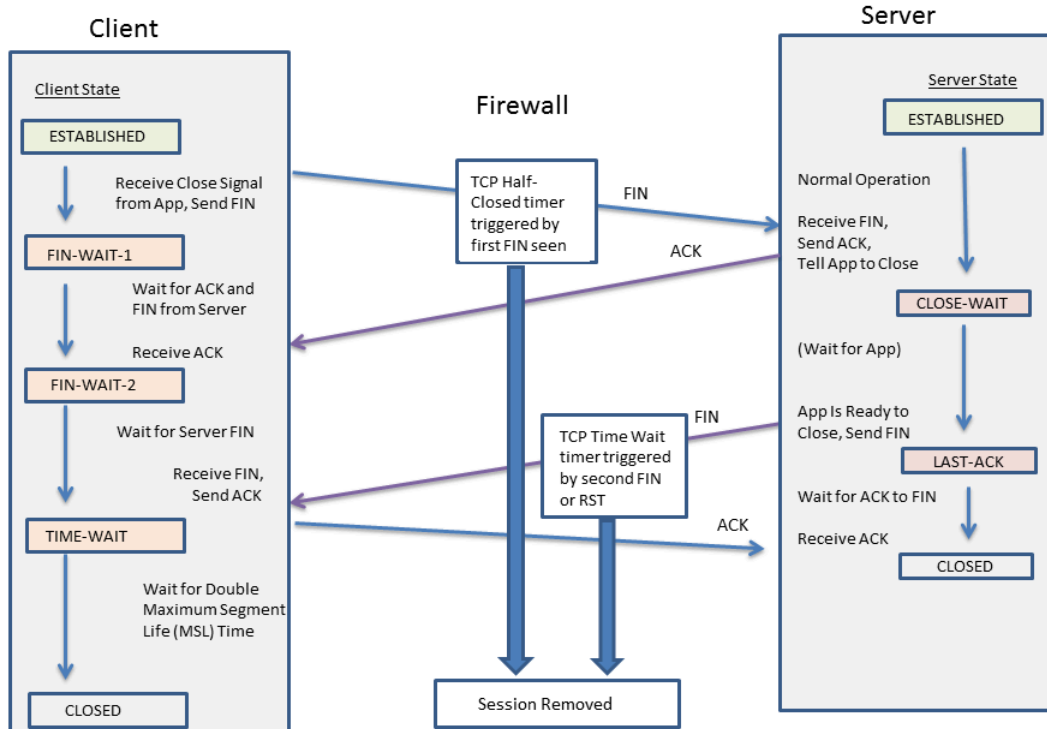 Client
Server
Firewall
Client State
ESTABLISHED
Receive Close Signal
from App, Send FIN
FIN-WAIT-1
Wait for ACK and
FIN from Server
Receive ACK
FIN-WAIT-2
Wait for Server FIN
Receive FIN,
Send ACK
TIME-WAIT
Wait for Double
Maximum Segment
Life (MSL) Time
CLOSED
TCP Half-
Closed timer
triggered by
first FIN seen
FIN
ACK
FIN
TCP Time Wait
timer triggered
by second FIN
or RST
ACK
Session Removed
Server State
ESTABLISHED
Normal Operation
Receive FIN,
Send ACK,
Tell App to Close
CLOSE-WAIT
(Wait for App)
App Is Ready to
Close, Send FIN
LAST-ACK
Wait for ACK to FIN
Receive ACK
CLOSED